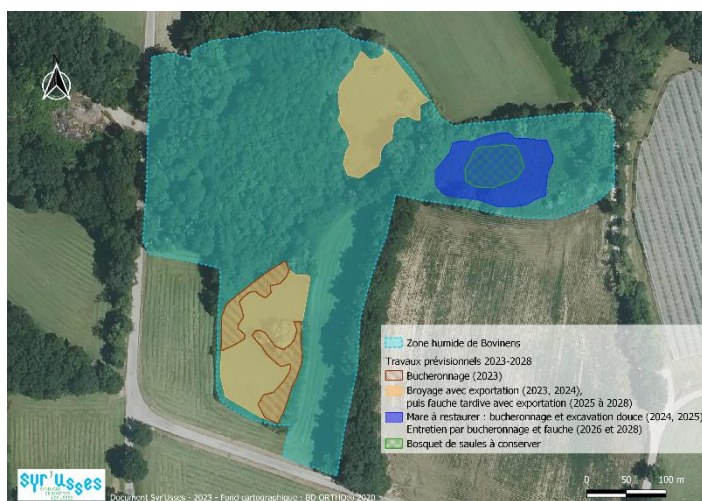 Zone humide de Bovinens
Travaux prévisionnels 2023-2028
Bucheronnage (2023)
Broyage avec exportation (2023, 2024),
puis fauche tardive avec exportation (2025 à 2028)
Mare à restaurer : bucheronnage et excavation douce (2024, 2025)
Entretien par bucheronnage et fauche (2026 et 2028)
Bosquet de saules à conserver
0 50 100 m
syr'usses
Document Syr'Usses - 2023 - Fond cartographique : BD ORTHO© 2020